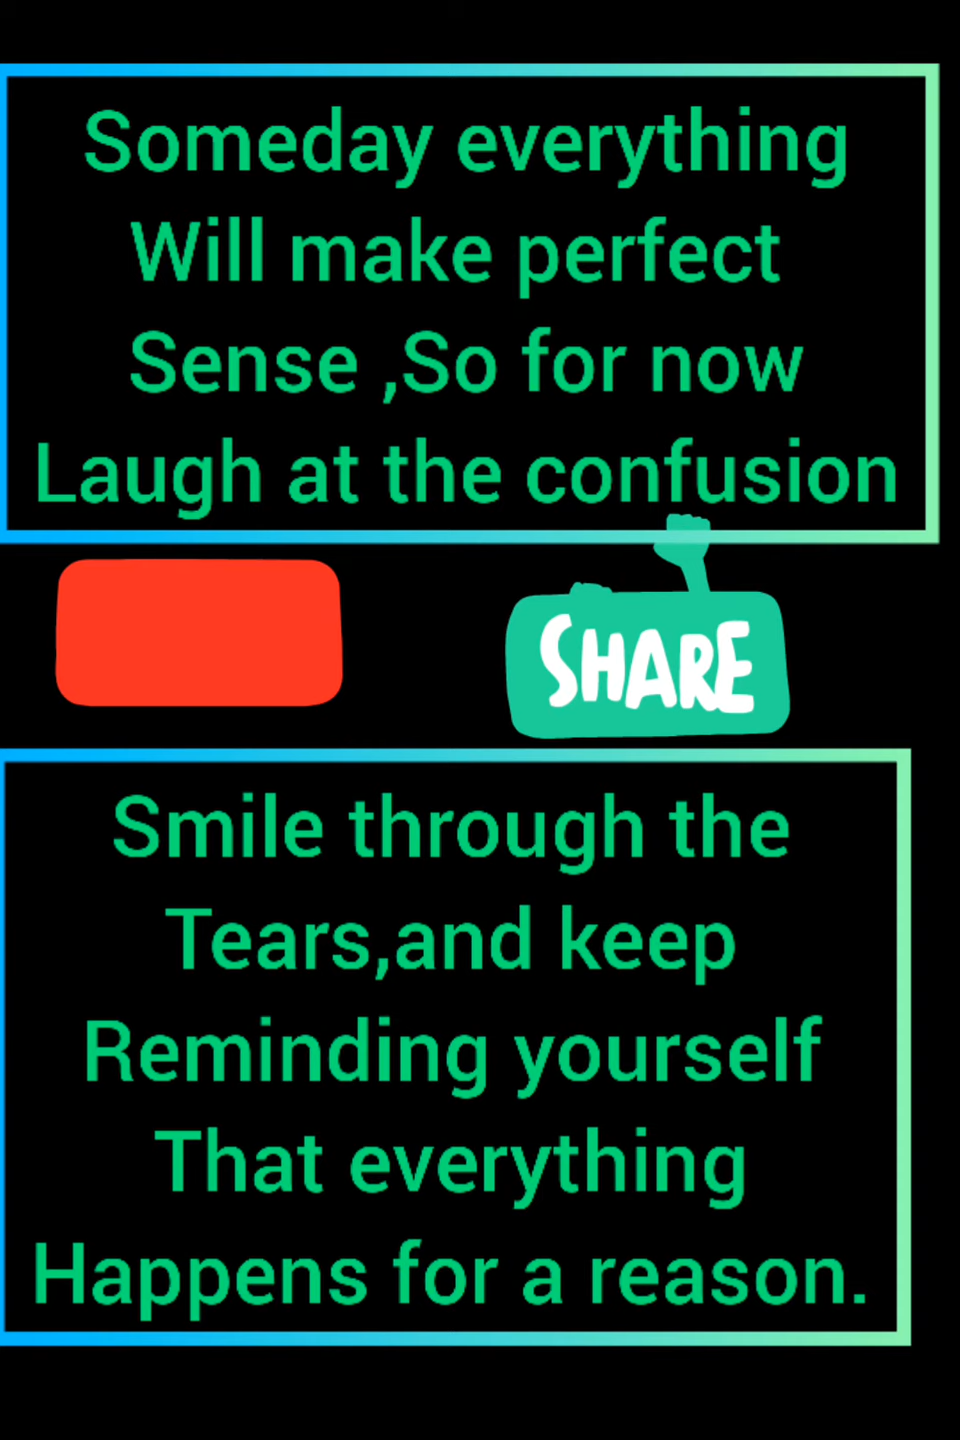 Someday everything
Will make perfect
Sense ,So for now
Laugh at the confusion
SHARE
Smile through the
Tears,and keep
Reminding yourself
That everything
Happens for a reason.